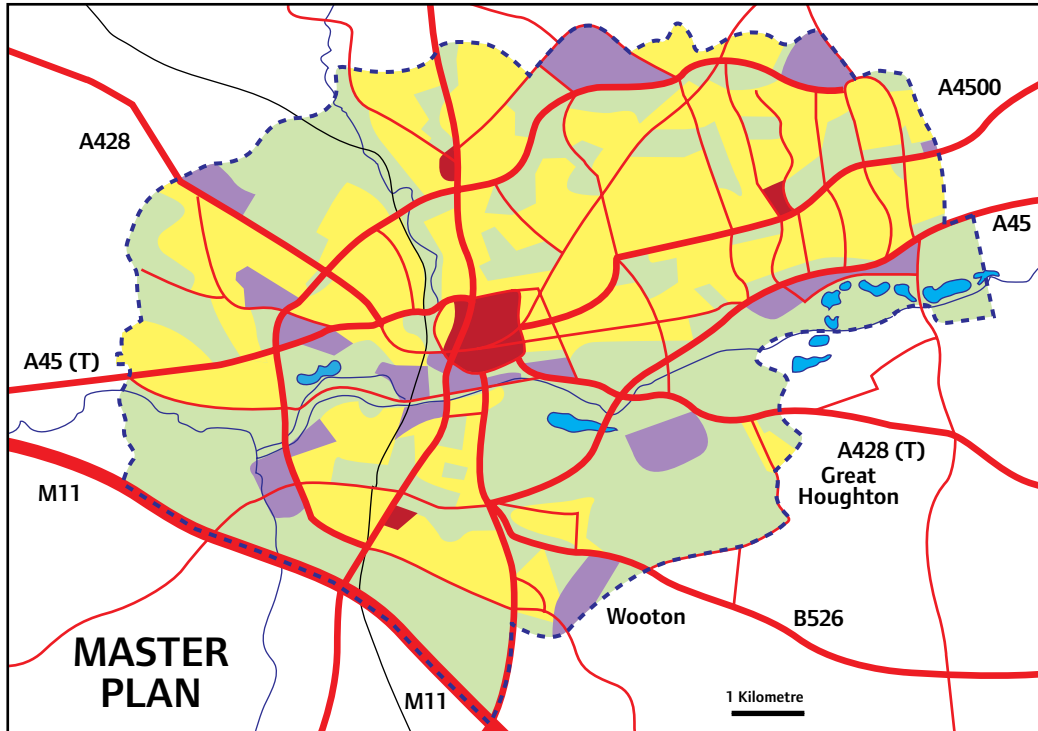 A4500
A428
A45
A45 (T)
A428 (T)
Great
Houghton
M11
Wooton
B526
MASTER
PLAN
M11
1 Kilometre